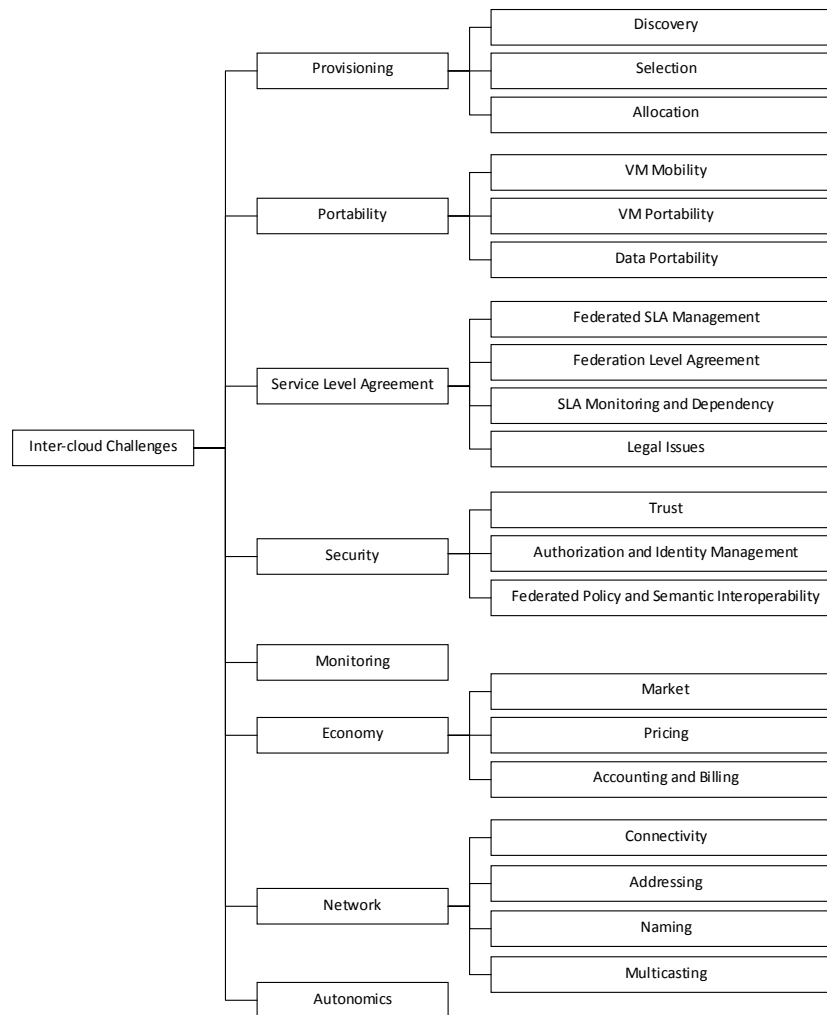 Inter-cloud Challenges
Provisioning
Discovery
Selection
Allocation
Portability
VM Mobility
VM Portability
Data Portability
Service Level Agreement
Federated SLA Management
Federation Level Agreement
SLA Monitoring and Dependency
Legal Issues
Security
Trust
Authorization and Identity Management
Federated Policy and Semantic Interoperability
Monitoring
Economy
Market
Pricing
Accounting and Billing
Network
Connectivity
Addressing
Naming
Multicasting
Autonomics